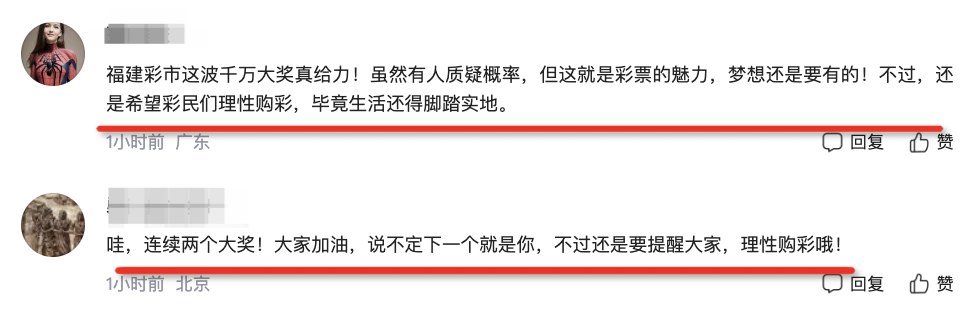 福建彩市这波千万大奖真给力！虽然有人质疑概率，但这就是彩票的魅力，梦想还是要有的！不过，还
是希望彩民们理性购彩，毕竟生活还得脚踏实地。
1小时前 广东
回复 赞
哇，连续两个大奖！大家加油，说不定下一个就是你，不过还是要提醒大家，理性购彩哦！
1小时前 北京
回复 赞